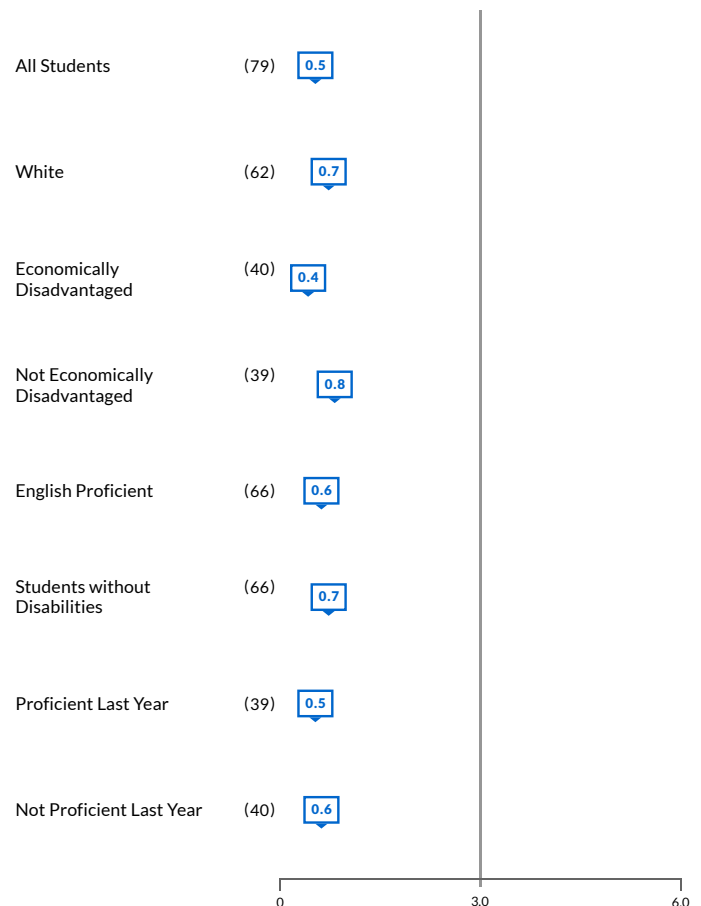 All Students (79) 0.5
White (62) 0.7
Economically (40) 0.4
Disadvantaged
Not Economically (39) 0.8
Disadvantaged
English Proficient (66) 0.6
Students without (66) 0.7
Disabilities
Proficient Last Year (39) 0.5
Not Proficient Last Year (40) 0.6
0 3.0 6.0